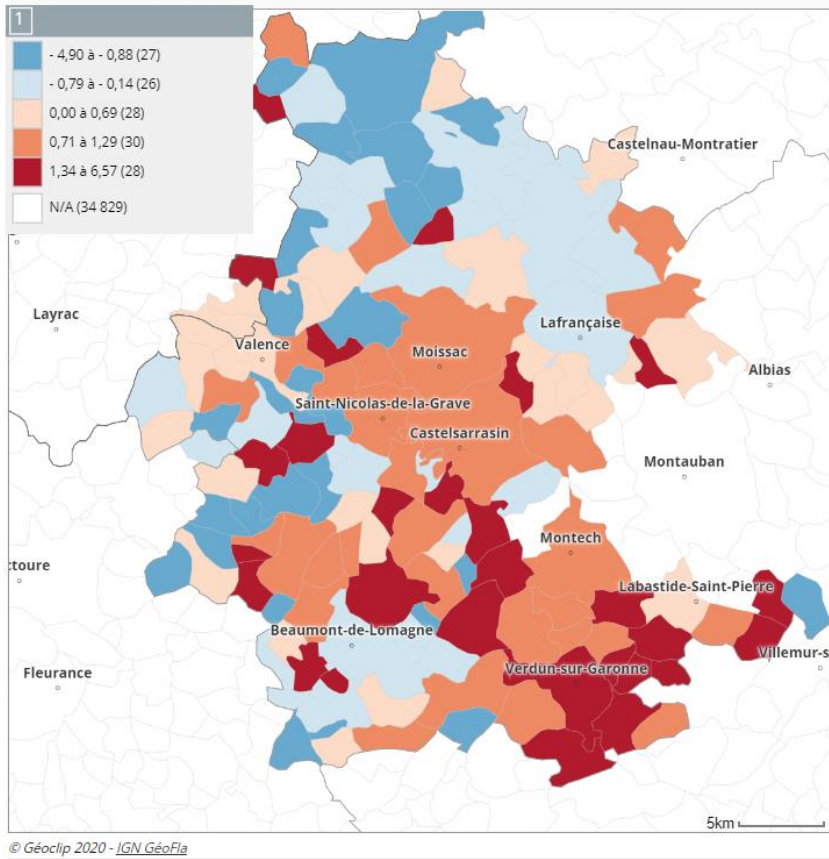 1
- 4,90 à - 0,88 (27)
- 0,79 à - 0,14 (26)
0,00 à 0,69 (28)
0,71 à 1,29 (30)
1,34 à 6,57 (28)
N/A (34 829)
Castelnau-Montratier
Layrac
Lafrançaise
Valence
Moissac
Albias
Saint-Nicolas-de-la-Grave
Castelsarrasin
Montauban
Montech
ctoure
Labastide-Saint-Pierre
Beaumont-de-Lomagne
Villemur-s
Fleurance
Verdun-sur-Garonne
5km
© Géoclip 2020 - IGN GéoFla